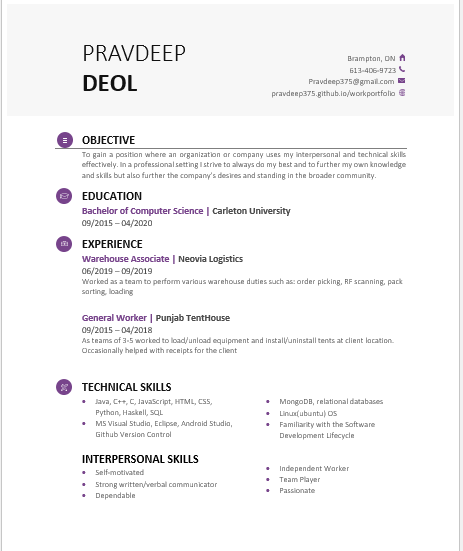 PRAVDEEP
DEOL
Brampton, ON
613-406-9723
Pravdeep375@gmail.com
pravdeep375.github.io/workportfolio
OBJECTIVE
To gain a position where an organization or company uses my interpersonal and technical skills
effectively. In a professional setting I strive to always do my best and to further my own knowledge
and skills but also further the company's desires and standing in the broader community.
EDUCATION
Bachelor of Computer Science | Carleton University
09/2015 – 04/2020
EXPERIENCE
Warehouse Associate | Neovia Logistics
06/2019 – 09/2019
Worked as a team to perform various warehouse duties such as: order picking, RF scanning, pack
sorting, loading
General Worker | Punjab TentHouse
09/2015 – 04/2018
As teams of 3-5 worked to load/unload equipment and install/uninstall tents at client location.
Occasionally helped with receipts for the client
TECHNICAL SKILLS
Java, C++, C, JavaScript, HTML, CSS,
Python, Haskell, SQL
MS Visual Studio, Eclipse, Android Studio,
Github Version Control
MongoDB, relational databases
Linux(ubuntu) OS
Familiarity with the Software
Development Lifecycle
INTERPERSONAL SKILLS
Self-motivated
Strong written/verbal communicator
Dependable
Independent Worker
Team Player
Passionate